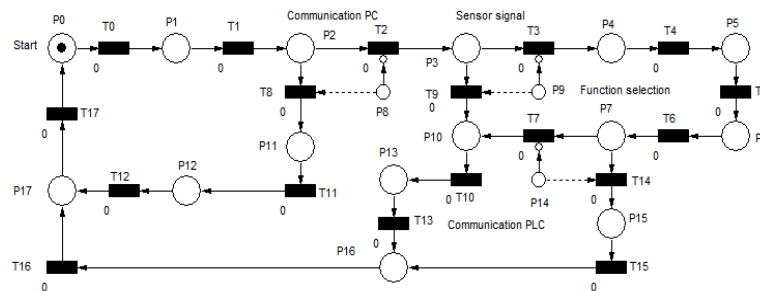 P0
Communication PC
Sensor signal
Start
T0
P1
T1
P2
T2
P3
T3
P4
T4
P5
0
0
0
0
0
T8
P8
T9
P9
T
0
0
0
Function selection
T17
0
P11
P10
T7
P7
T6
P
0
0
P17
T12
P12
T11
P13
T10
P14
T14
0
0
0
0
T13
Communication PLC
P15
0
P16
T16
T15
0
0